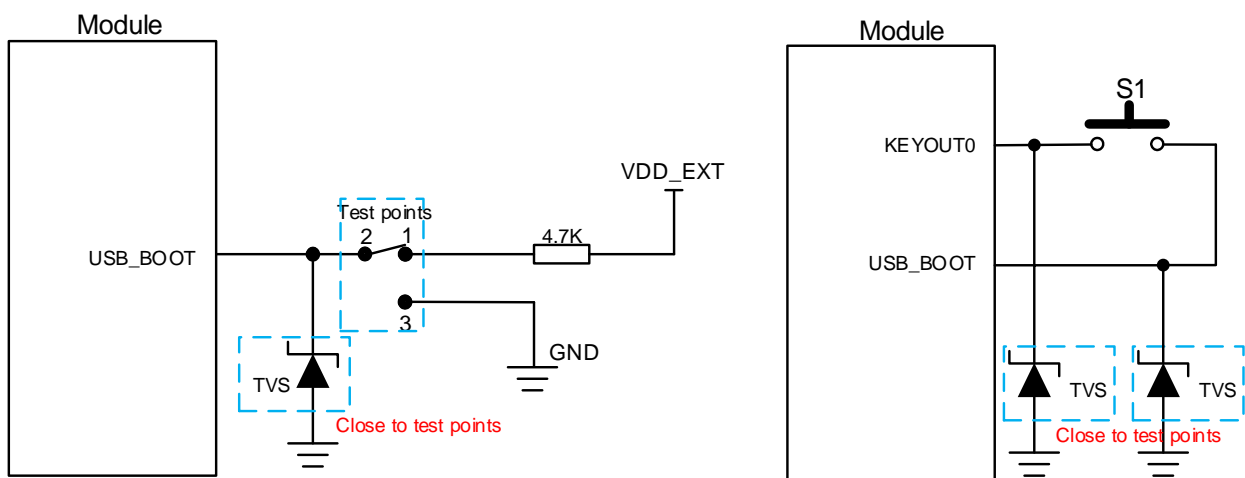 Module
VDD_EXT
Test points
2
1
4.7K
USB_BOOT
3
GND
TVS
Close to test points
Module
S1
KEYOUT0
USB_BOOT
TVS
TVS
Close to test points